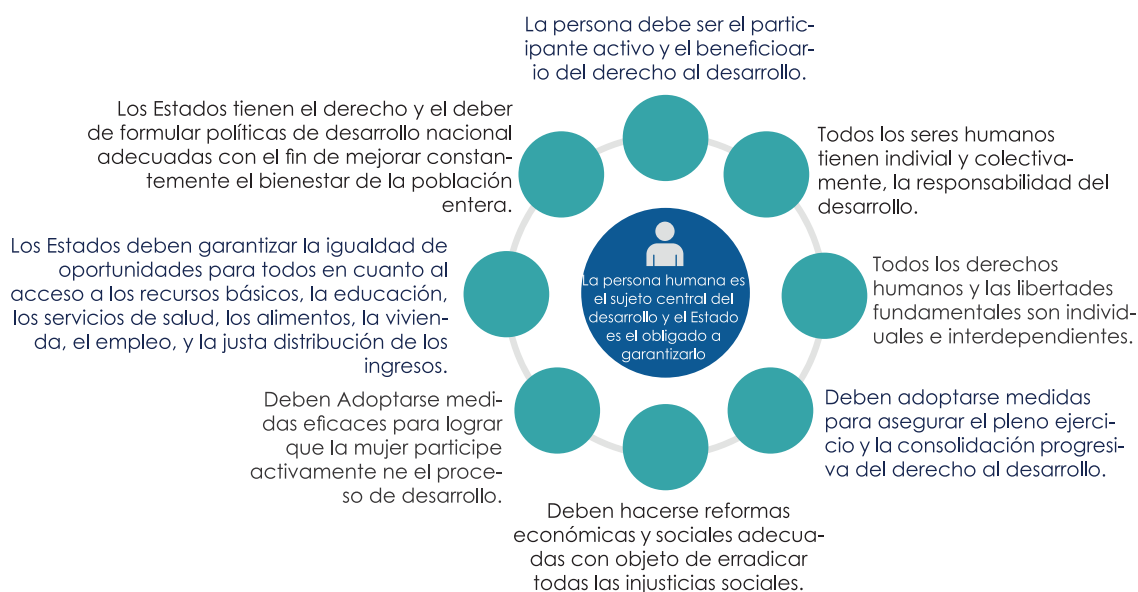 La persona debe ser el partic-
ipante activo y el beneficioar-
rio del derecho al desarrollo.
Todos los seres humanos
tienen indivial y colectiva-
mente, la responsabilidad del
desarrollo.
Todos los derechos
humanos y las libertades
fundamentales son individ-
uales e interdependientes.
Deben adoptarse medidas
para asegurar el pleno ejerci-
cio y la consolidación progresi-
va del derecho al desarrollo.
Deben hacerse reformas
económicas y sociales adecua-
das con objeto de erradicar
todas las injusticias sociales.
Deben Adoptarse medi-
das eficaces para lograr
que la mujer participe
activamente ne el proce-
so de desarrollo.
Los Estados deben garantizar la igualdad de
oportunidades para todos en cuanto al
acceso a los recursos básicos, la educación,
los servicios de salud, los alimentos, la vivien-
da, el empleo, y la justa distribución de los
ingresos.
Los Estados tienen el derecho y el deber
de formular políticas de desarrollo nacional
adecuadas con el fin de mejorar constan-
temente el bienestar de la población
entera.
La persona humana es
el sujeto central del
desarrollo y el Estado
es el obligado a
garantizarlo